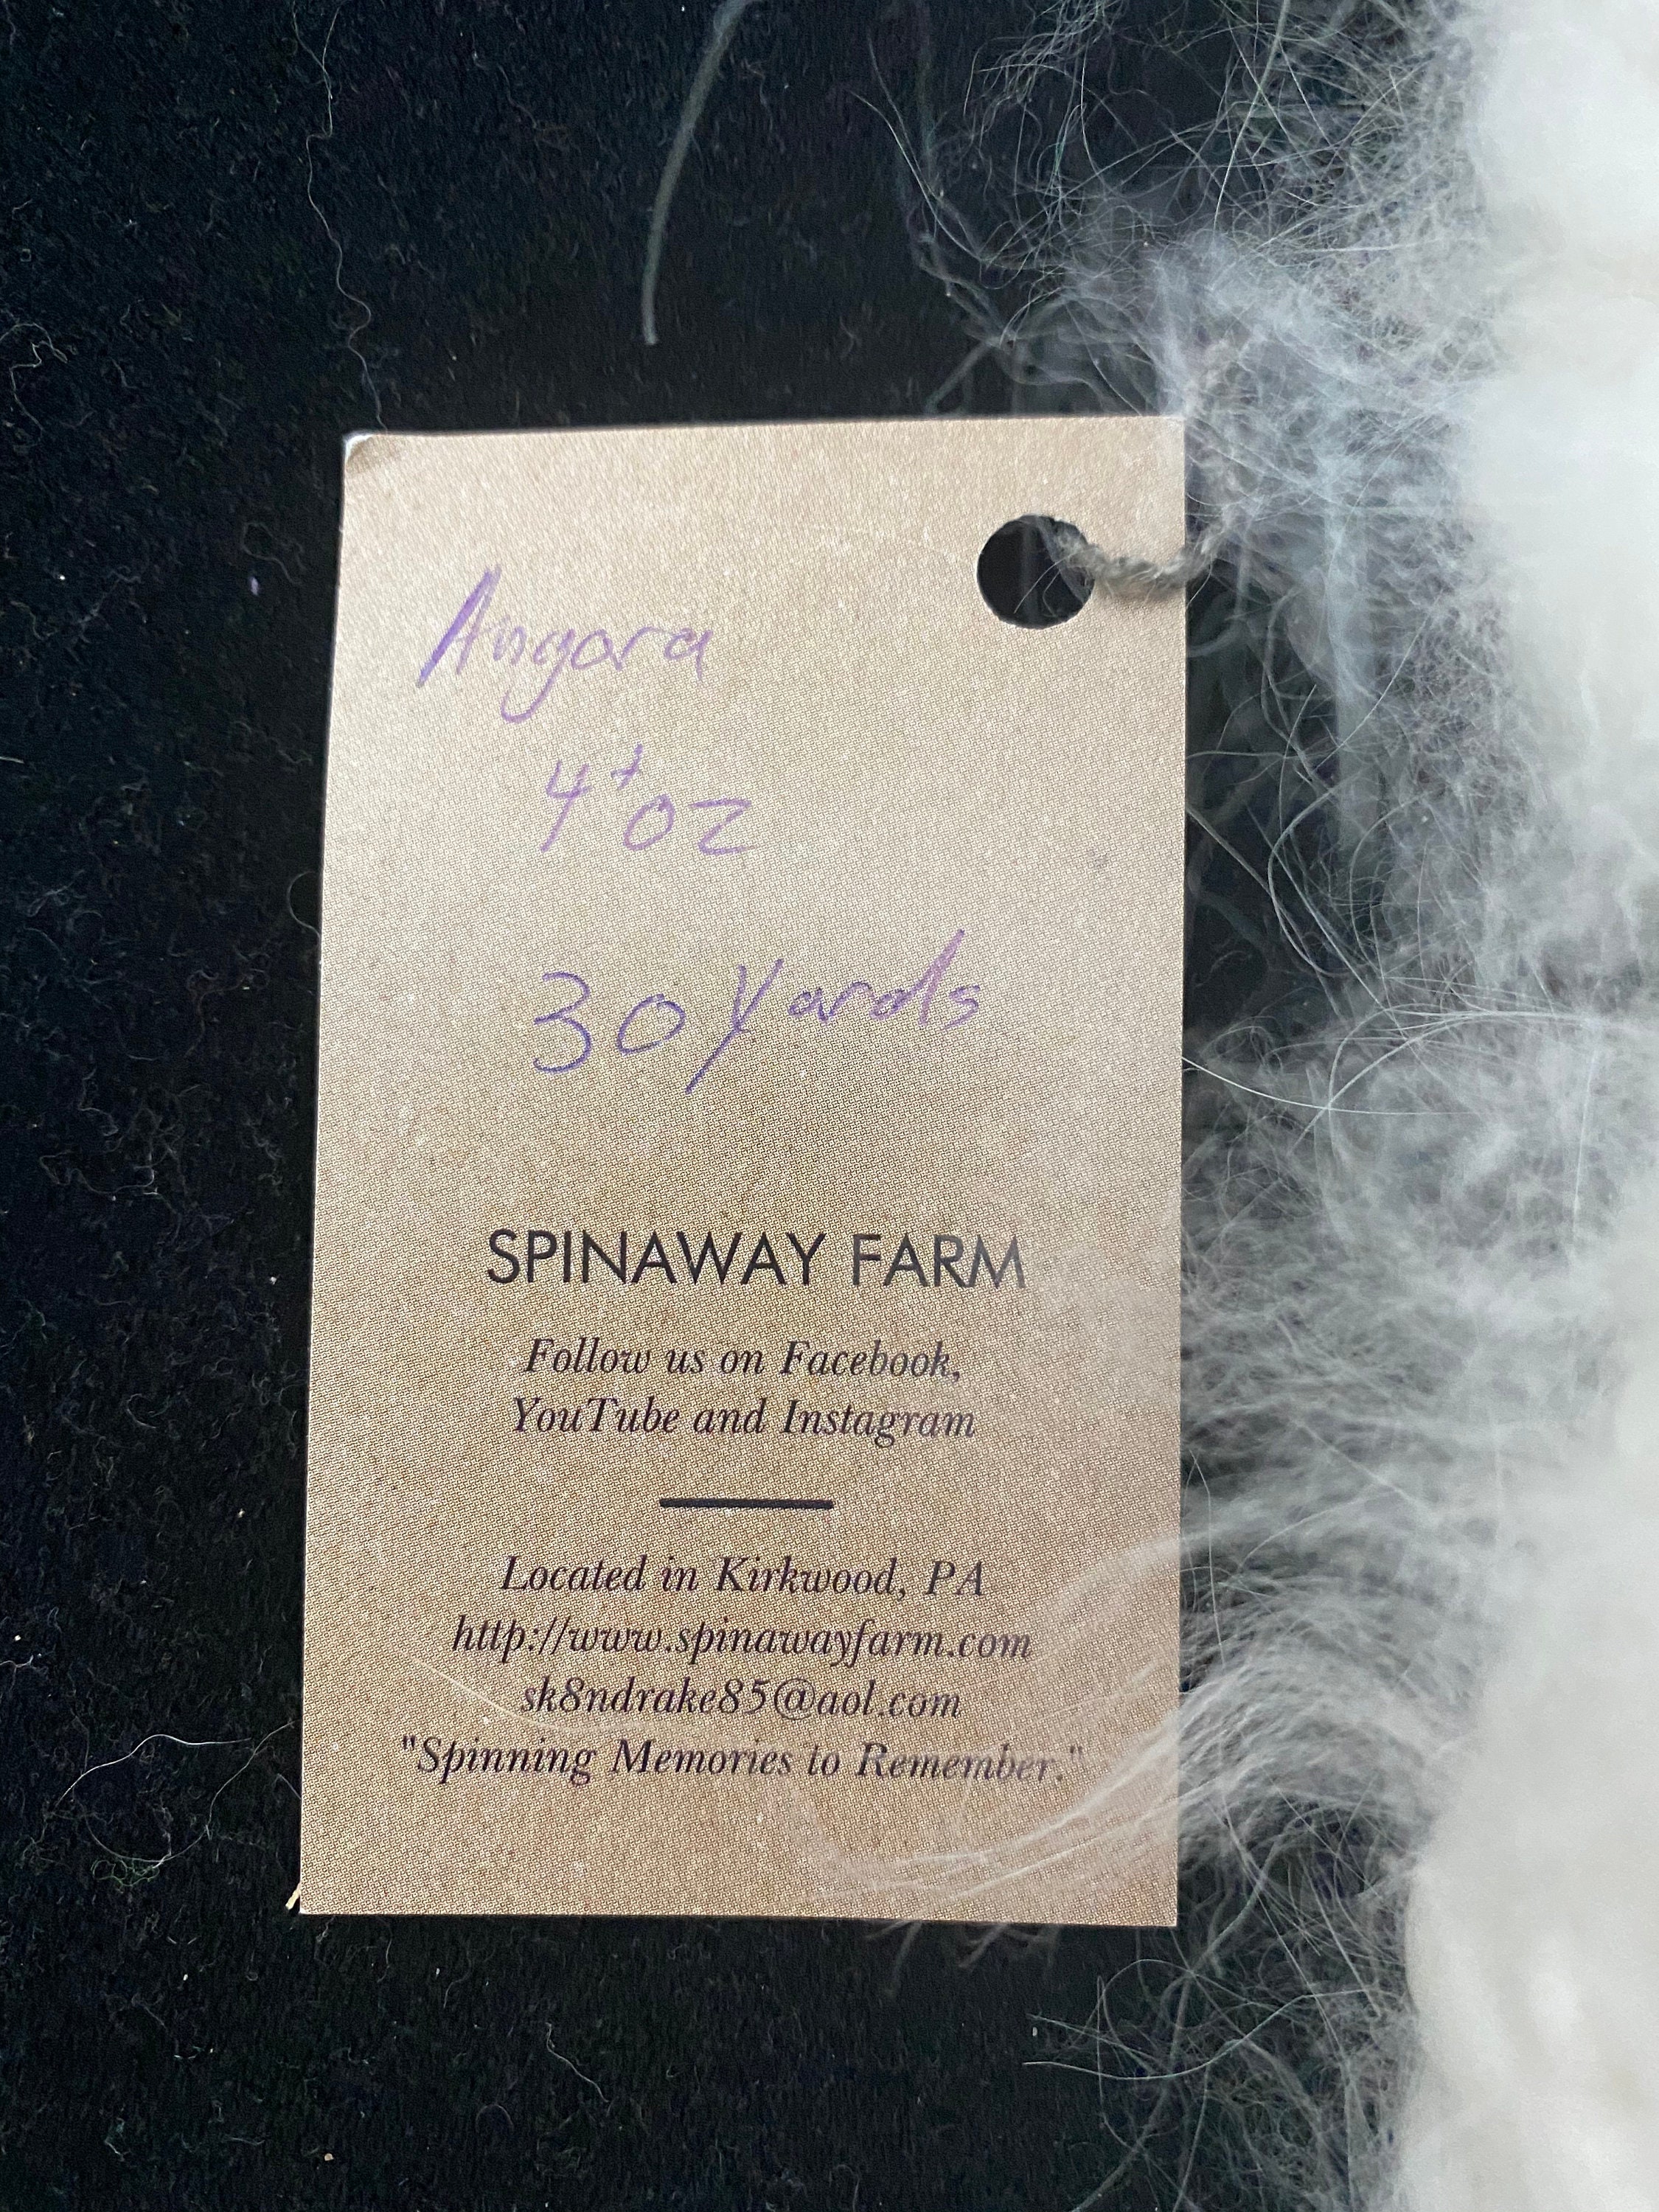 Angora
4+oz
30 Yards
SPINAWAY FARM
Follow us on Facebook,
YouTube and Instagram
Located in Kirkwood, PA
http://www.spinawayfarm.com
sk8ndrake85@aol.com
"Spinning Memories to Remember."